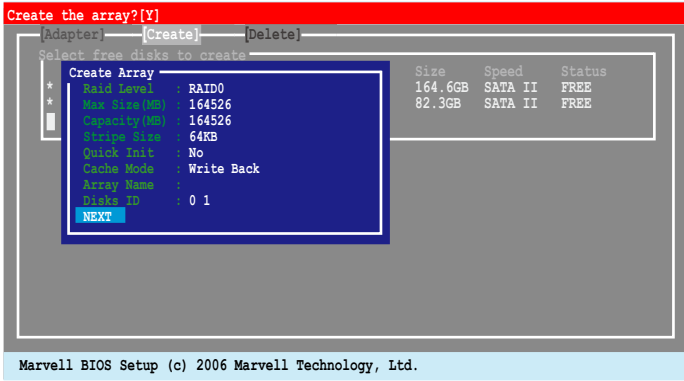 Create the array?[Y]
[Adapter] [Create] [Delete]
Select free disks to create
Create Array
Size Speed Status
* 164.6GB SATA II FREE
* 82.3GB SATA II FREE
Raid Level : RAID0
Max Size(MB) : 164526
Capacity(MB) : 164526
Stripe Size : 64KB
Quick Init : No
Cache Mode : Write Back
Array Name :
Disks ID : 0 1
NEXT
Marvell BIOS Setup (c) 2006 Marvell Technology, Ltd.